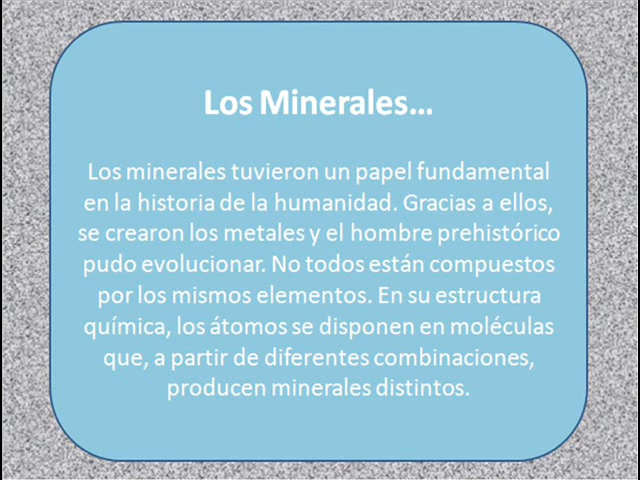 Los Minerales...
Los minerales tuvieron un papel fundamental
en la historia de la humanidad. Gracias a ellos,
se crearon los metales y el hombre prehistórico
pudo evolucionar. No todos están compuestos
por los mismos elementos. En su estructura
química, los átomos se disponen en moléculas
que, a partir de diferentes combinaciones,
producen minerales distintos.